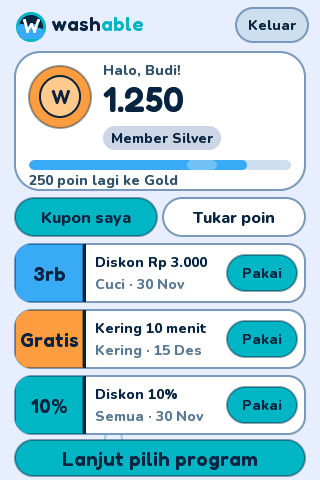 W washable
Keluar
Halo, Budi!
W
1.250
Member Silver
250 poin lagi ke Gold
Kupon saya
Tukar poin
3rb
Diskon Rp 3.000
Cuci · 30 Nov
Pakai
Gratis
Kering 10 menit
Kering · 15 Des
Pakai
10%
Diskon 10%
Semua · 30 Nov
Pakai
Lanjut pilih program